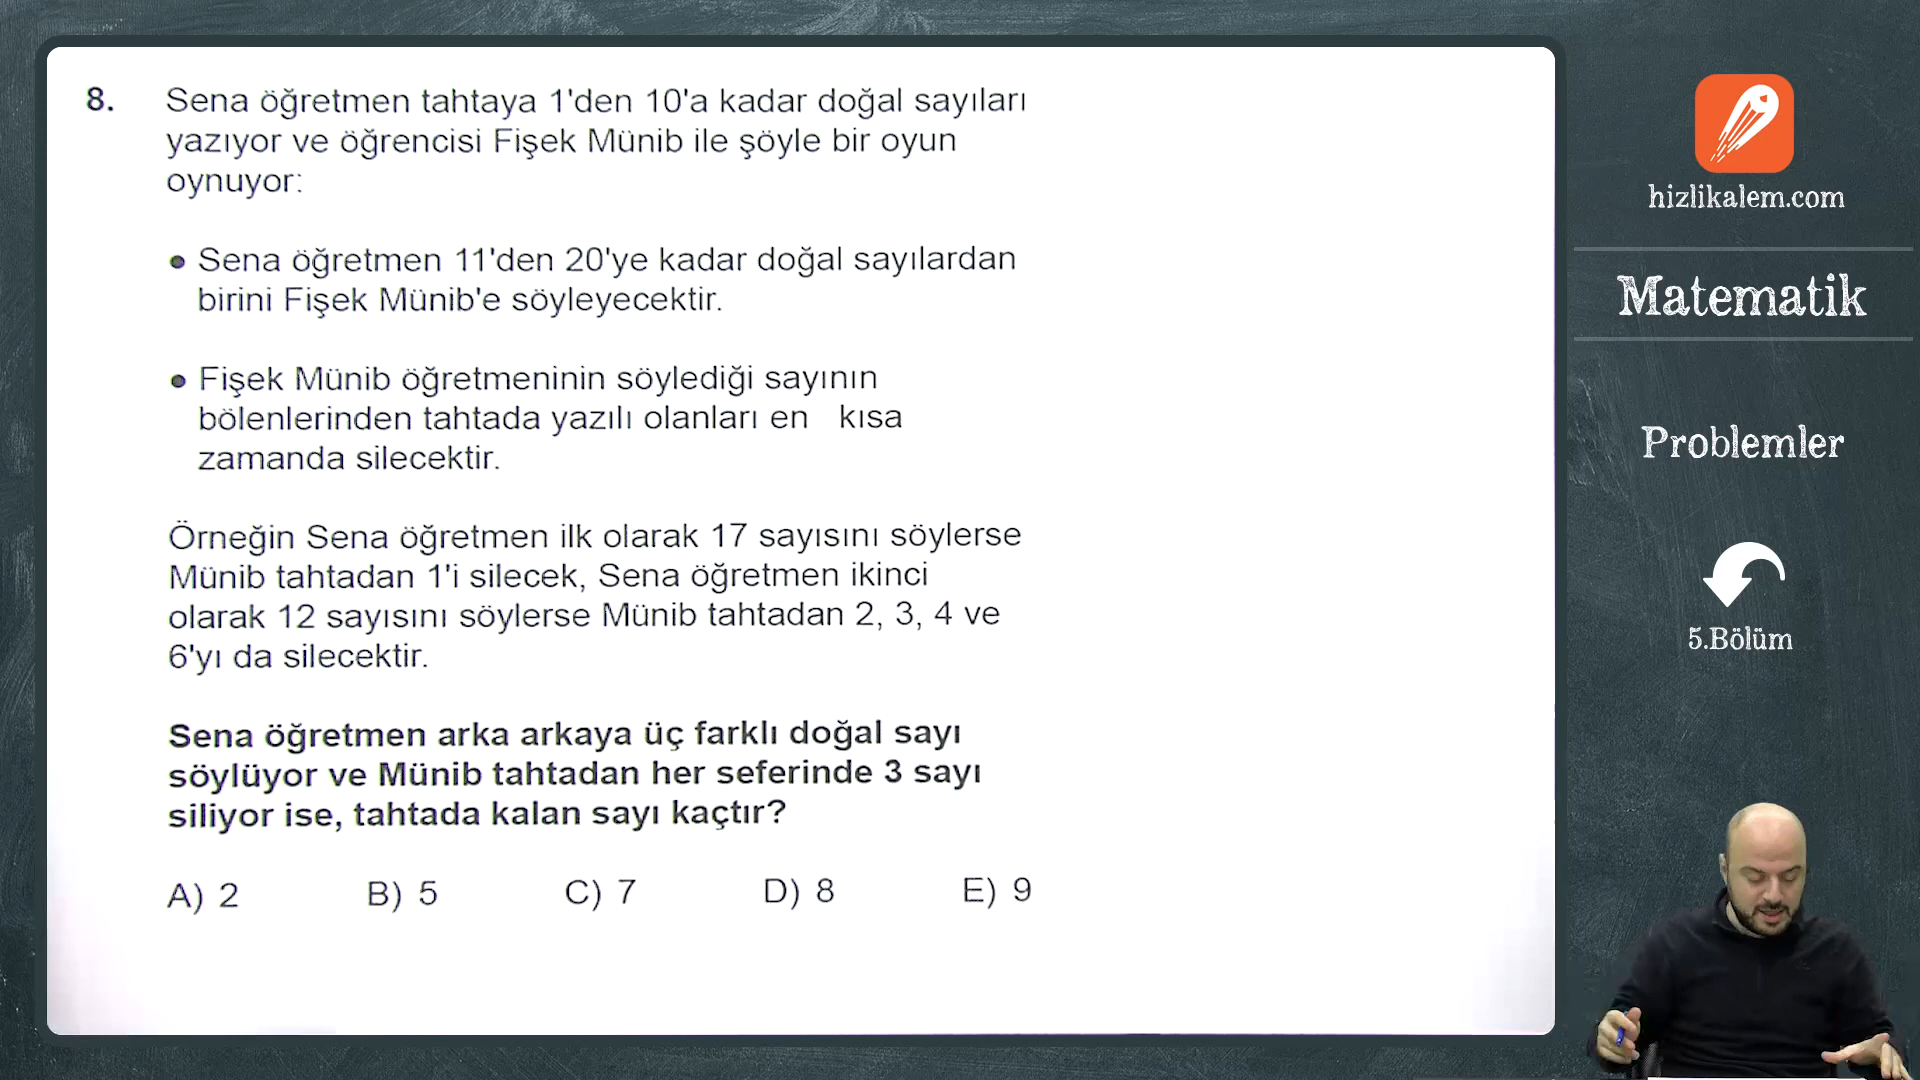 8. Sena öğretmen tahtaya 1'den 10'a kadar doğal sayıları
yazıyor ve öğrencisi Fişek Münib ile şöyle bir oyun
oynuyor:
• Sena öğretmen 11'den 20'ye kadar doğal sayılardan
birini Fişek Münib'e söyleyecektir.
• Fişek Münib öğretmeninin söylediği sayının
bölenlerinden tahtada yazılı olanları en kısa
zamanda silecektir.
Örneğin Sena öğretmen ilk olarak 17 sayısını söylerse
Münib tahtadan 1'i silecek, Sena öğretmen ikinci
olarak 12 sayısını söylerse Münib tahtadan 2, 3, 4 ve
6'yı da silecektir.
Sena öğretmen arka arkaya üç farklı doğal sayı
söylüyor ve Münib tahtadan her seferinde 3 sayı
siliyor ise, tahtada kalan sayı kaçtır?
A) 2 B) 5 C) 7 D) 8 E) 9
hizlikalem.com
Matematik
Problemler
5.Bölüm